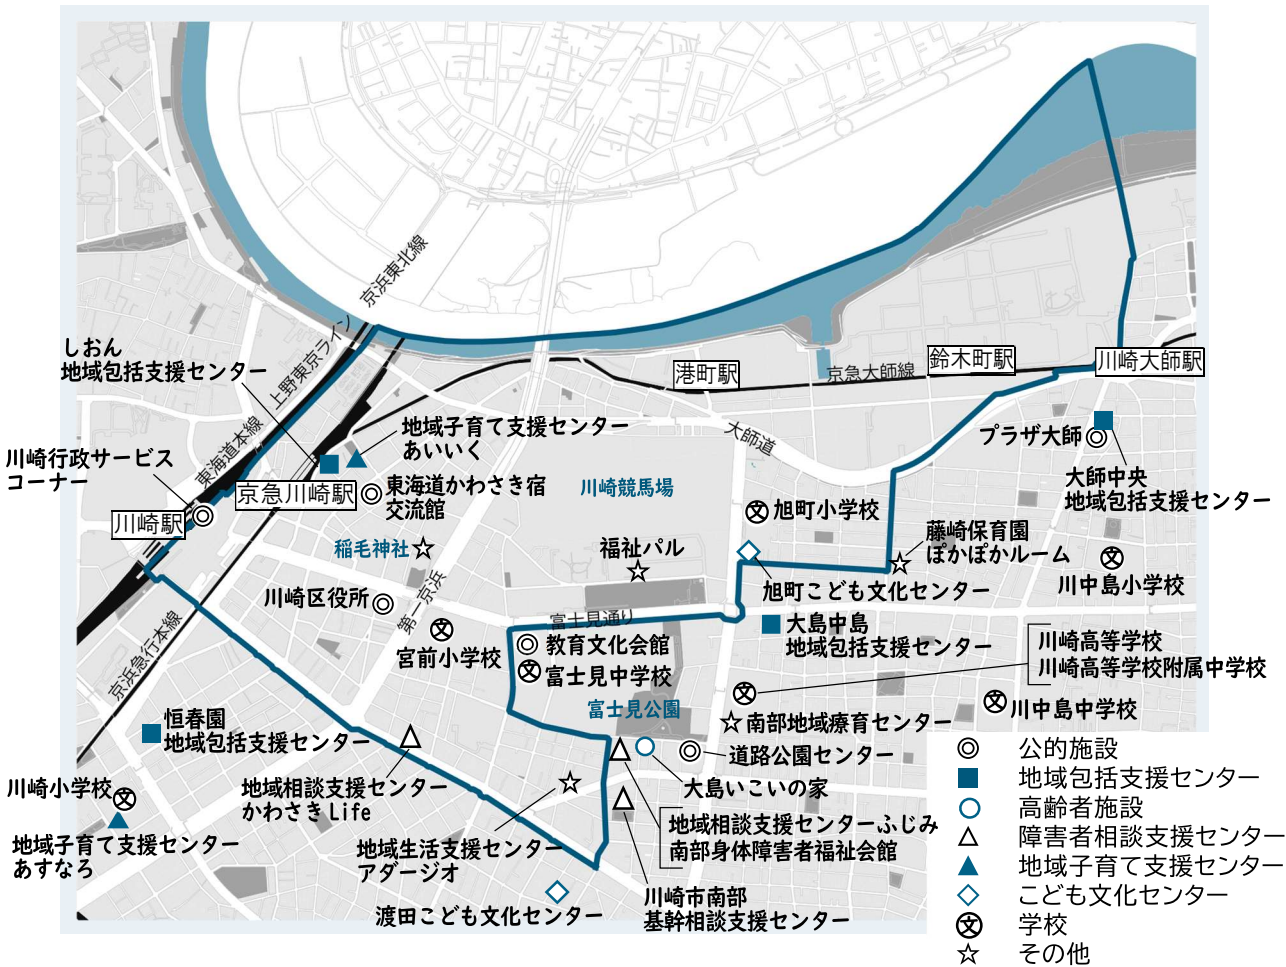 京浜東北線
上野東京ライン
東海道本線
しおん
地域包括支援センター
港町駅
京急大師線
鈴木町駅
川崎大師駅
川崎行政サービス
コーナー
地域子育て支援センター
あいいく
大師道
プラザ大師
大師中央
地域包括支援センター
京急川崎駅
東海道かわさき宿
交流館
川崎競馬場
川崎駅
旭町小学校
稲毛神社
福祉パル
藤崎保育園
ぽかぽかルーム
川中島小学校
旭町こども文化センター
川崎区役所
第一京浜
富士見通り
大島中島
地域包括支援センター
京浜急行本線
宮前小学校
教育文化会館
富士見中学校
川崎高等学校
川崎高等学校附属中学校
富士見公園
川中島中学校
恒春園
地域包括支援センター
南部地域療育センター
道路公園センター
川崎小学校
地域相談支援センター
かわさきLife
大島いこいの家
地域子育て支援センター
あすなろ
地域生活支援センター
アダージオ
地域相談支援センターふじみ
南部身体障害者福祉会館
渡田こども文化センター
川崎市南部
基幹相談支援センター
公的施設
地域包括支援センター
高齢者施設
障害者相談支援センター
地域子育て支援センター
こども文化センター
文 学校
その他